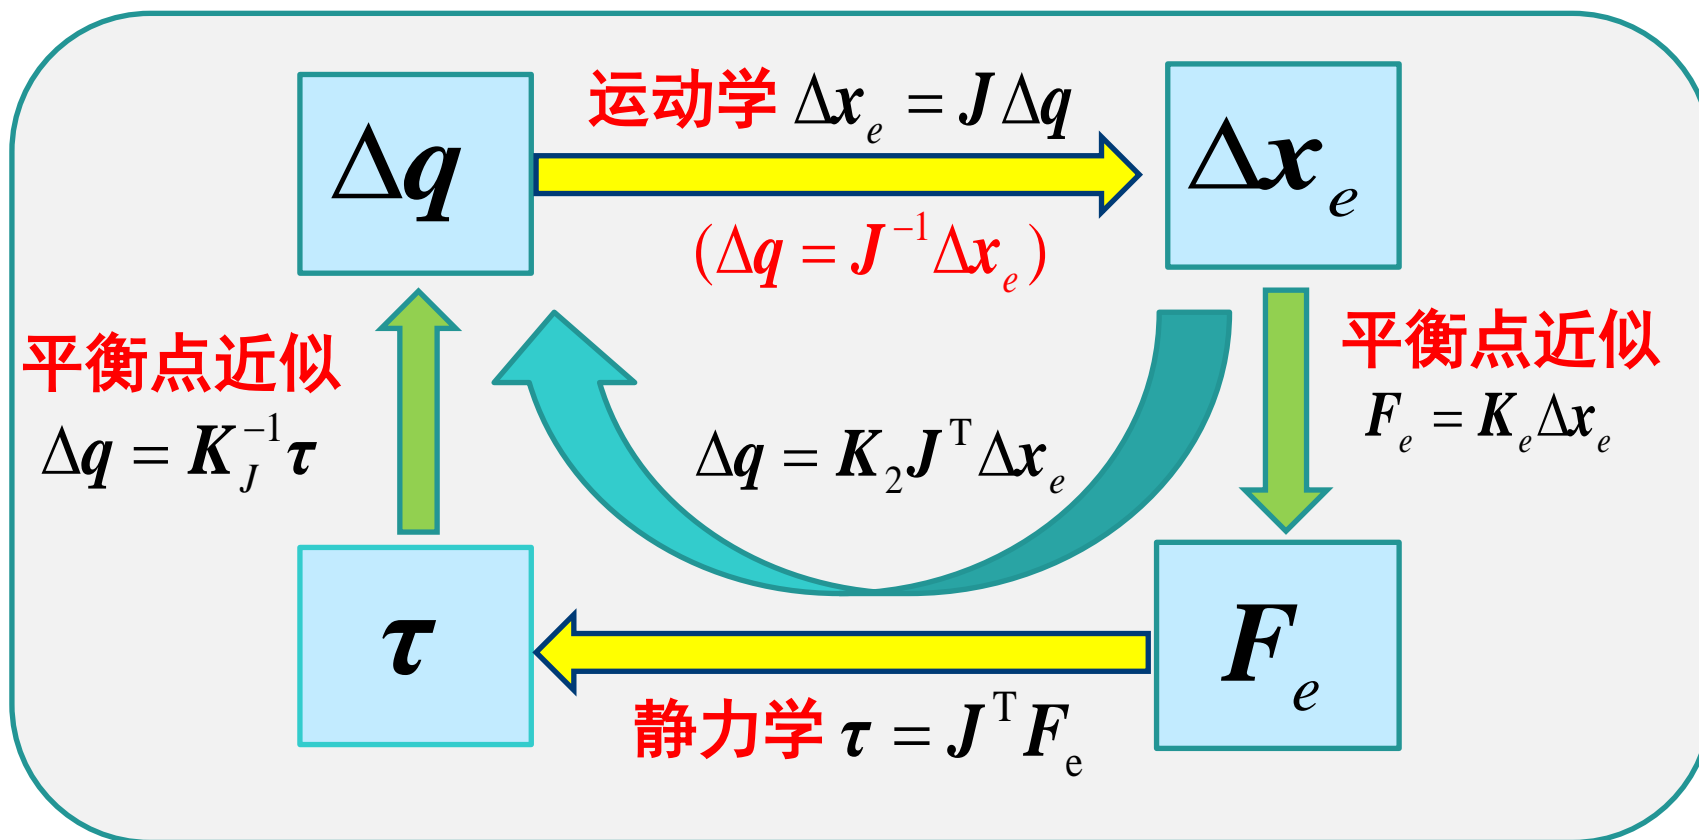 运动学 Δx_e = JΔq
Δq
Δx_e
(Δq = J^{-1}Δx_e)
平衡点近似
Δq = K_J^{-1}τ
平衡点近似
F_e = K_eΔx_e
Δq = K_2J^TΔx_e
τ
F_e
静力学 τ = J^TF_e